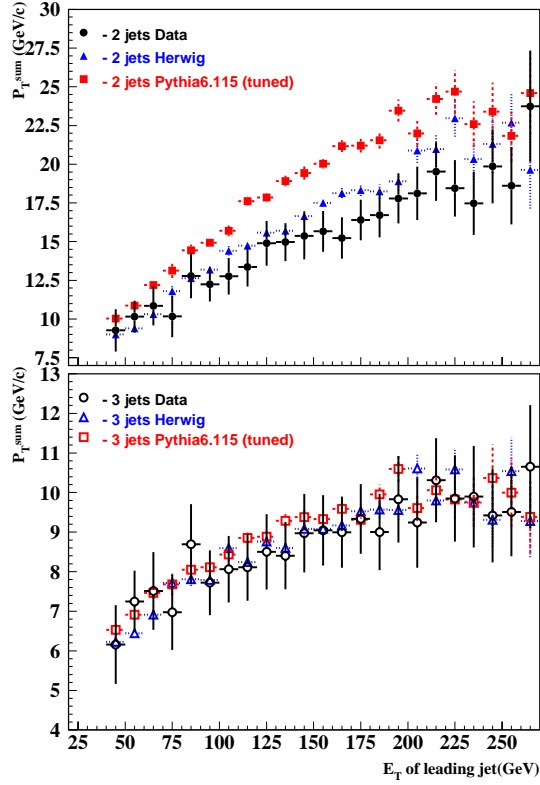 P_T^sum (GeV/c)
30
27.5
25
22.5
20
17.5
15
12.5
10
7.5
- 2 jets Data
- 2 jets Herwig
- 2 jets Pythia6.115 (tuned)
P_T^sum (GeV/c)
13
12
11
10
9
8
7
6
5
4
- 3 jets Data
- 3 jets Herwig
- 3 jets Pythia6.115 (tuned)
25 50 75 100 125 150 175 200 225 250
E_T of leading jet(GeV)